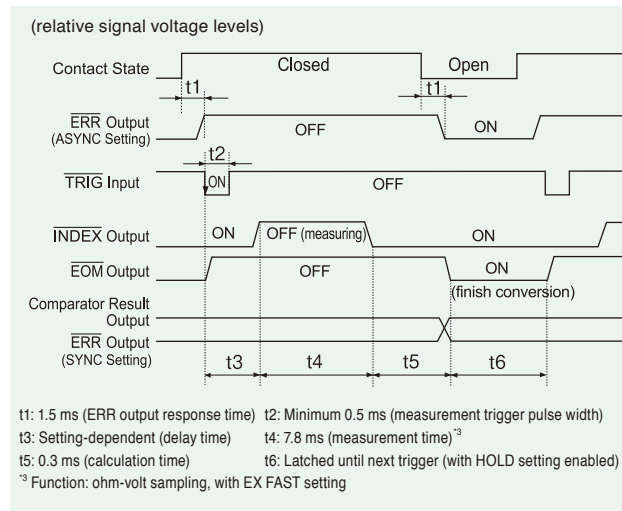 (relative signal voltage levels)
Contact State
Closed
Open
t1
t1
ERR Output
(ASYNC Setting)
OFF
ON
t2
TRIG Input
ON
OFF
INDEX Output
ON
OFF (measuring)
ON
EOM Output
OFF
ON
(finish conversion)
Comparator Result
Output
ERR Output
(SYNC Setting)
t3
t4
t5
t6
t1: 1.5 ms (ERR output response time) t2: Minimum 0.5 ms (measurement trigger pulse width)
t3: Setting-dependent (delay time) t4: 7.8 ms (measurement time)*3
t5: 0.3 ms (calculation time) t6: Latched until next trigger (with HOLD setting enabled)
*3 Function: ohm-volt sampling, with EX FAST setting